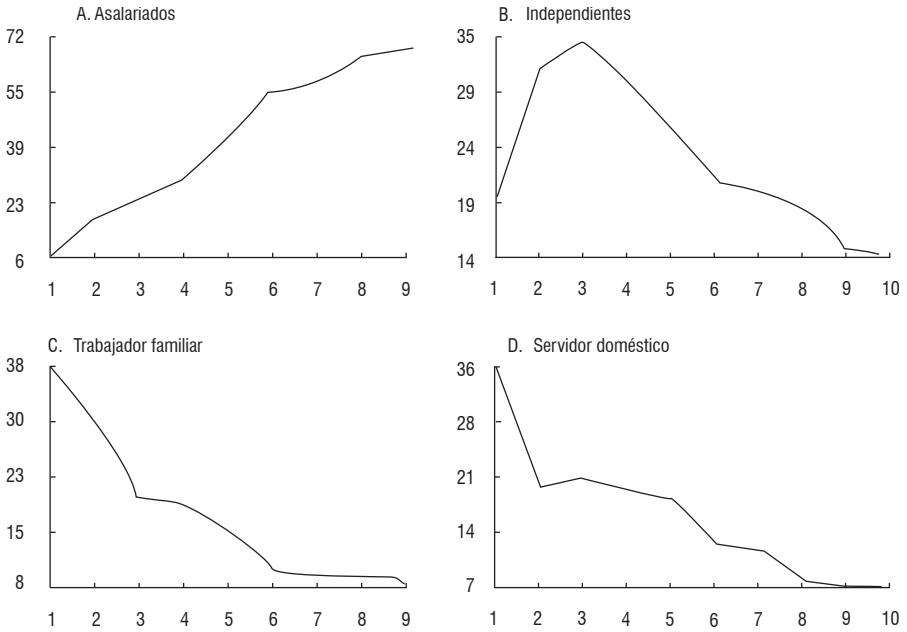 A. Asalariados
72
55
39
23
6
1 2 3 4 5 6 7 8 9
B. Independientes
35
29
24
19
14
1 2 3 4 5 6 7 8 9 10
C. Trabajador familiar
38
30
23
15
8
1 2 3 4 5 6 7 8 9
D. Servidor doméstico
36
28
21
14
7
1 2 3 4 5 6 7 8 9 10